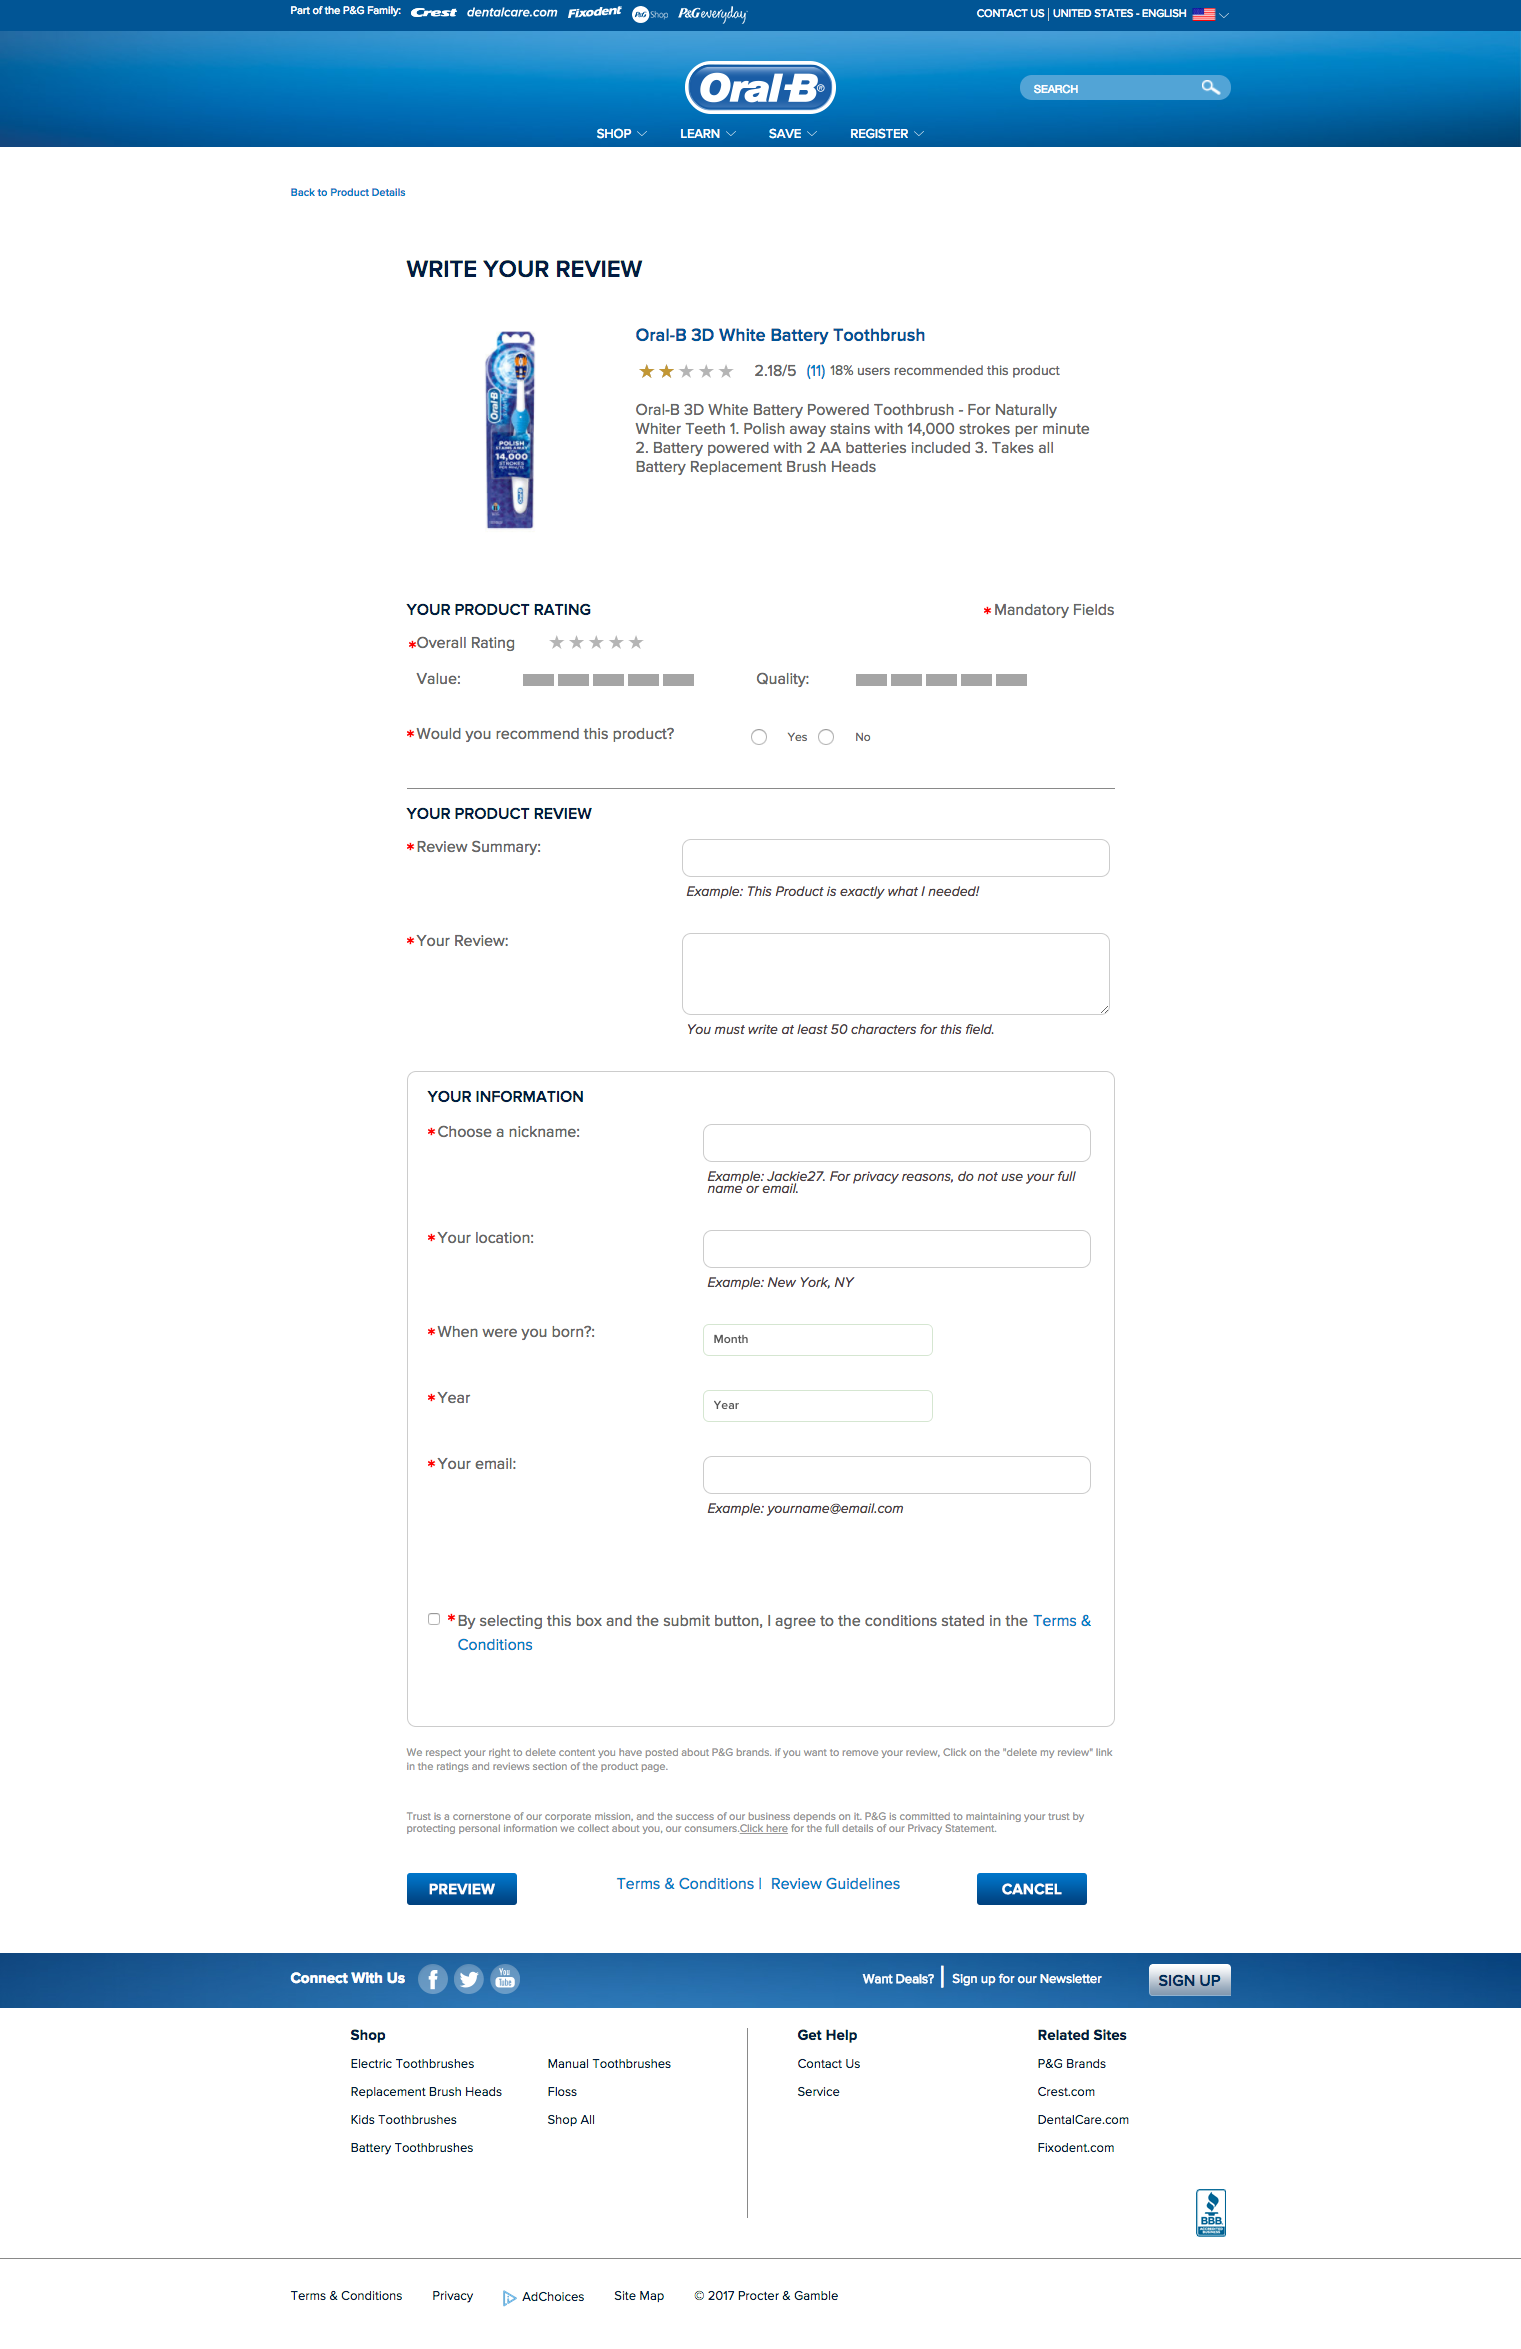 Part of the P&G Family: Crest dentalcare.com Fixodent P&G Shop P&G everyday
CONTACT US | UNITED STATES - ENGLISH
Oral-B®
SEARCH
SHOP LEARN SAVE REGISTER
Back to Product Details
WRITE YOUR REVIEW
Oral-B
POLISH
STAINS AWAY
14,000
STROKES
PER MINUTE
Oral-B
Oral-B 3D White Battery Toothbrush
2.18/5 (11) 18% users recommended this product
Oral-B 3D White Battery Powered Toothbrush - For Naturally
Whiter Teeth 1. Polish away stains with 14,000 strokes per minute
2. Battery powered with 2 AA batteries included 3. Takes all
Battery Replacement Brush Heads
YOUR PRODUCT RATING
* Mandatory Fields
*Overall Rating
Value:
Quality:
*Would you recommend this product? Yes No
YOUR PRODUCT REVIEW
*Review Summary:
Example: This Product is exactly what I needed!
*Your Review:
You must write at least 50 characters for this field.
YOUR INFORMATION
*Choose a nickname:
Example: Jackie27. For privacy reasons, do not use your full
name or email.
*Your location:
Example: New York, NY
*When were you born?:
Month
*Year
Year
*Your email:
Example: yourname@email.com
*By selecting this box and the submit button, I agree to the conditions stated in the Terms &
Conditions
We respect your right to delete content you have posted about P&G brands. if you want to remove your review, Click on the "delete my review" link
in the ratings and reviews section of the product page.
Trust is a cornerstone of our corporate mission, and the success of our business depends on it. P&G is committed to maintaining your trust by
protecting personal information we collect about you, our consumers.Click here for the full details of our Privacy Statement.
PREVIEW
Terms & Conditions | Review Guidelines
CANCEL
Connect With Us
You
Tube
Want Deals? | Sign up for our Newsletter
SIGN UP
Shop
Electric Toothbrushes
Replacement Brush Heads
Kids Toothbrushes
Battery Toothbrushes
Manual Toothbrushes
Floss
Shop All
Get Help
Contact Us
Service
Related Sites
P&G Brands
Crest.com
DentalCare.com
Fixodent.com
BBB.
ACCREDITED
BUSINESS
Terms & Conditions Privacy AdChoices Site Map © 2017 Procter & Gamble